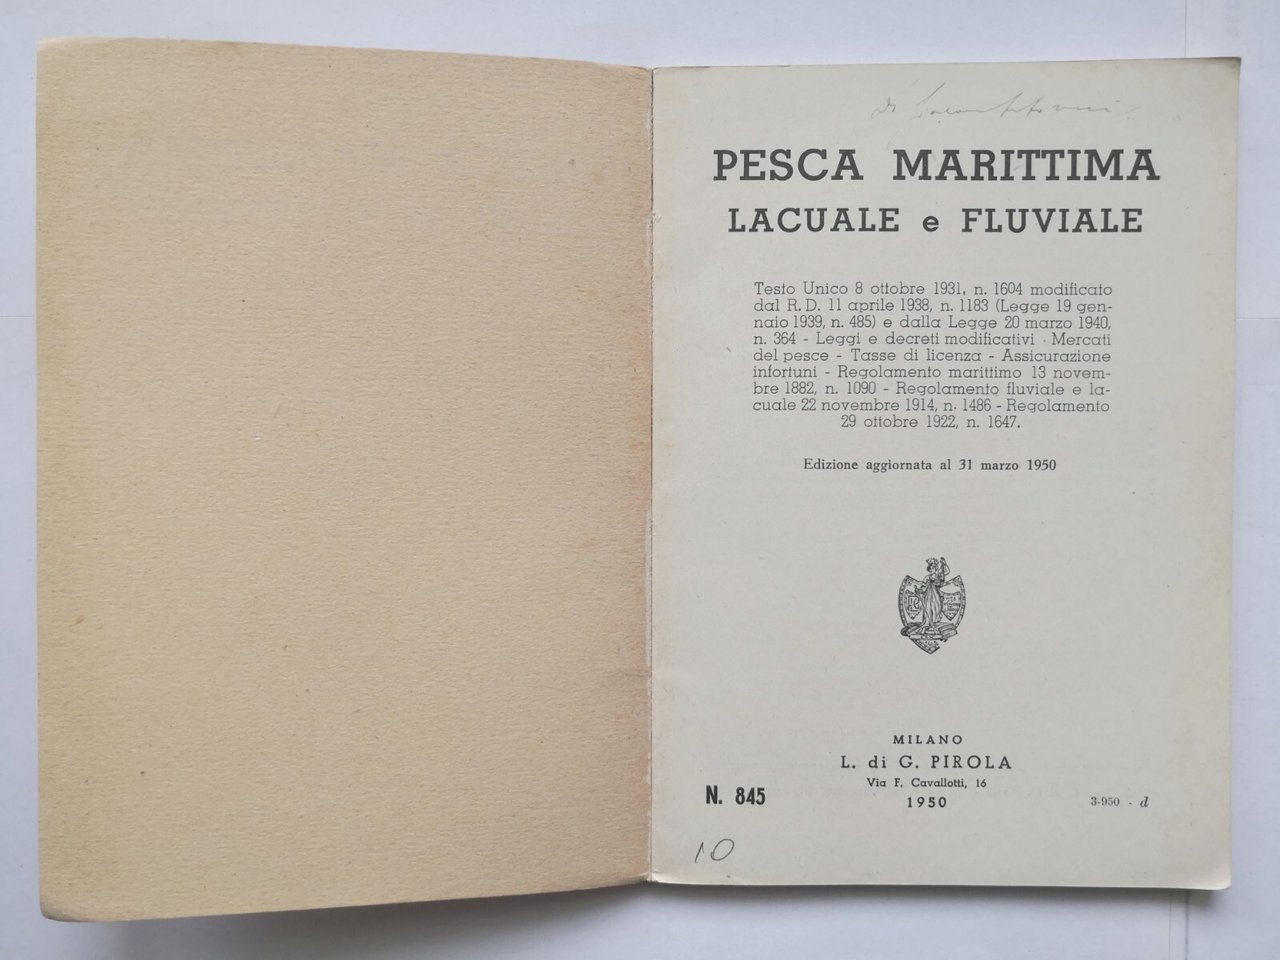 PESCA MARITTIMA
LACUALE e FLUVIALE
Testo Unico 8 ottobre 1931, n. 1604 modificato
dal R. D. 11 aprile 1938, n. 1183 (Legge 19 gen-
naio 1939, n. 485) e dalla Legge 20 marzo 1940,
n. 364 - Leggi e decreti modificativi - Mercati
del pesce - Tasse di licenza - Assicurazione
infortuni - Regolamento marittimo 13 novem-
bre 1882, n. 1090 - Regolamento fluviale e la-
cuale 22 novembre 1914, n. 1486 - Regolamento
29 ottobre 1922, n. 1647.
Edizione aggiornata al 31 marzo 1950
MILANO
L. di G. PIROLA
Via F. Cavallotti, 16
N. 845
1950
3-950 - d
10